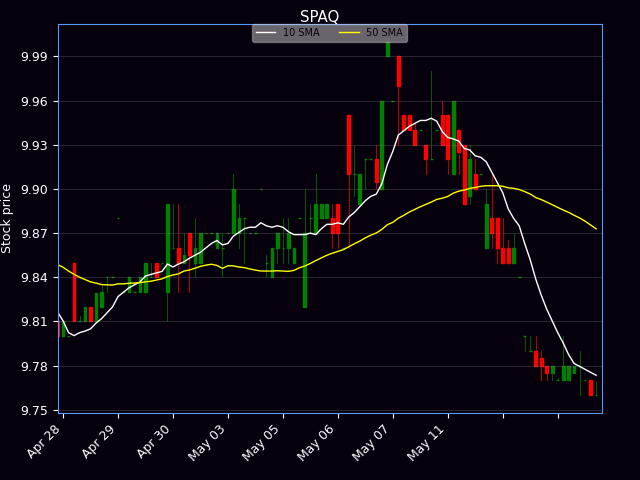 SPAQ
10 SMA
50 SMA
Stock price
9.99
9.96
9.93
9.90
9.87
9.84
9.81
9.78
9.75
Apr 28
Apr 29
Apr 30
May 03
May 05
May 06
May 07
May 11